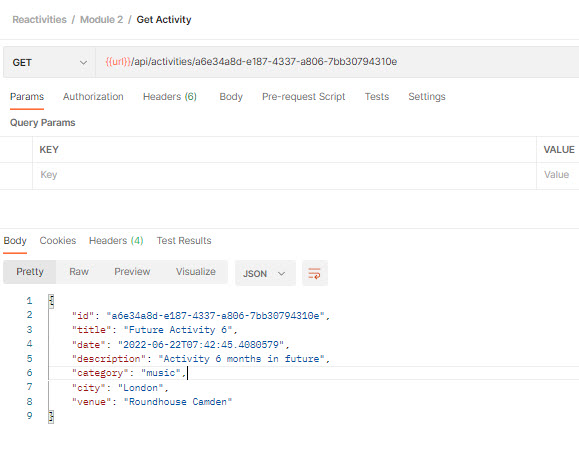 Reactivities / Module 2 / Get Activity
GET {{url}}/api/activities/a6e34a8d-e187-4337-a806-7bb30794310e
Params Authorization Headers (6) Body Pre-request Script Tests Settings
Query Params
KEY VALUE
Key Value
Body Cookies Headers (4) Test Results
Pretty Raw Preview Visualize JSON
1 {
2 "id": "a6e34a8d-e187-4337-a806-7bb30794310e",
3 "title": "Future Activity 6",
4 "date": "2022-06-22T07:42:45.4080579",
5 "description": "Activity 6 months in future",
6 "category": "music",
7 "city": "London",
8 "venue": "Roundhouse Camden"
9 }